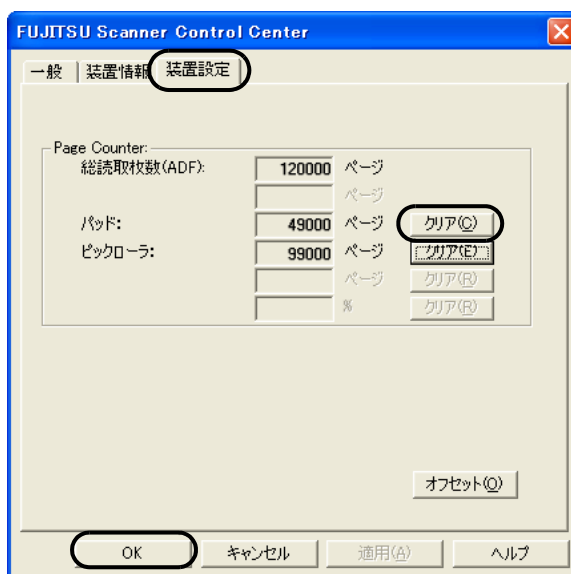 FUJITSU Scanner Control Center
一般 装置情報 装置設定
Page Counter:
総読取枚数(ADF): 120000 ページ
ページ
パッド: 49000 ページ クリア(C)
ピックローラ: 99000 ページ クリア(E)
ページ クリア(R)
% クリア(R)
オフセット(O)
OK キャンセル 適用(A) ヘルプ